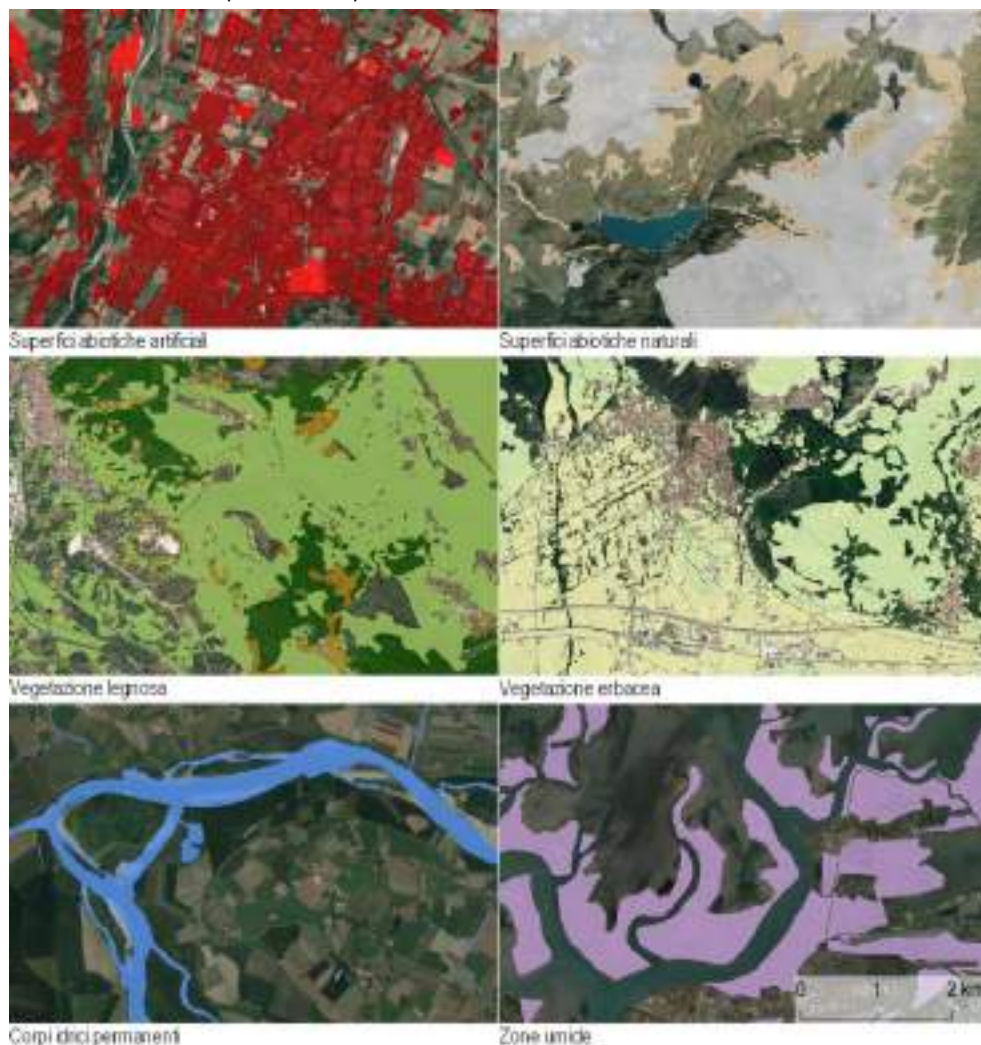 Superfici abiotiche artificiali
Superfici abiotiche naturali
Vegetazione legnosa
Vegetazione erbacea
Corpi idrici permanenti
Zone umide
0 1 2 km